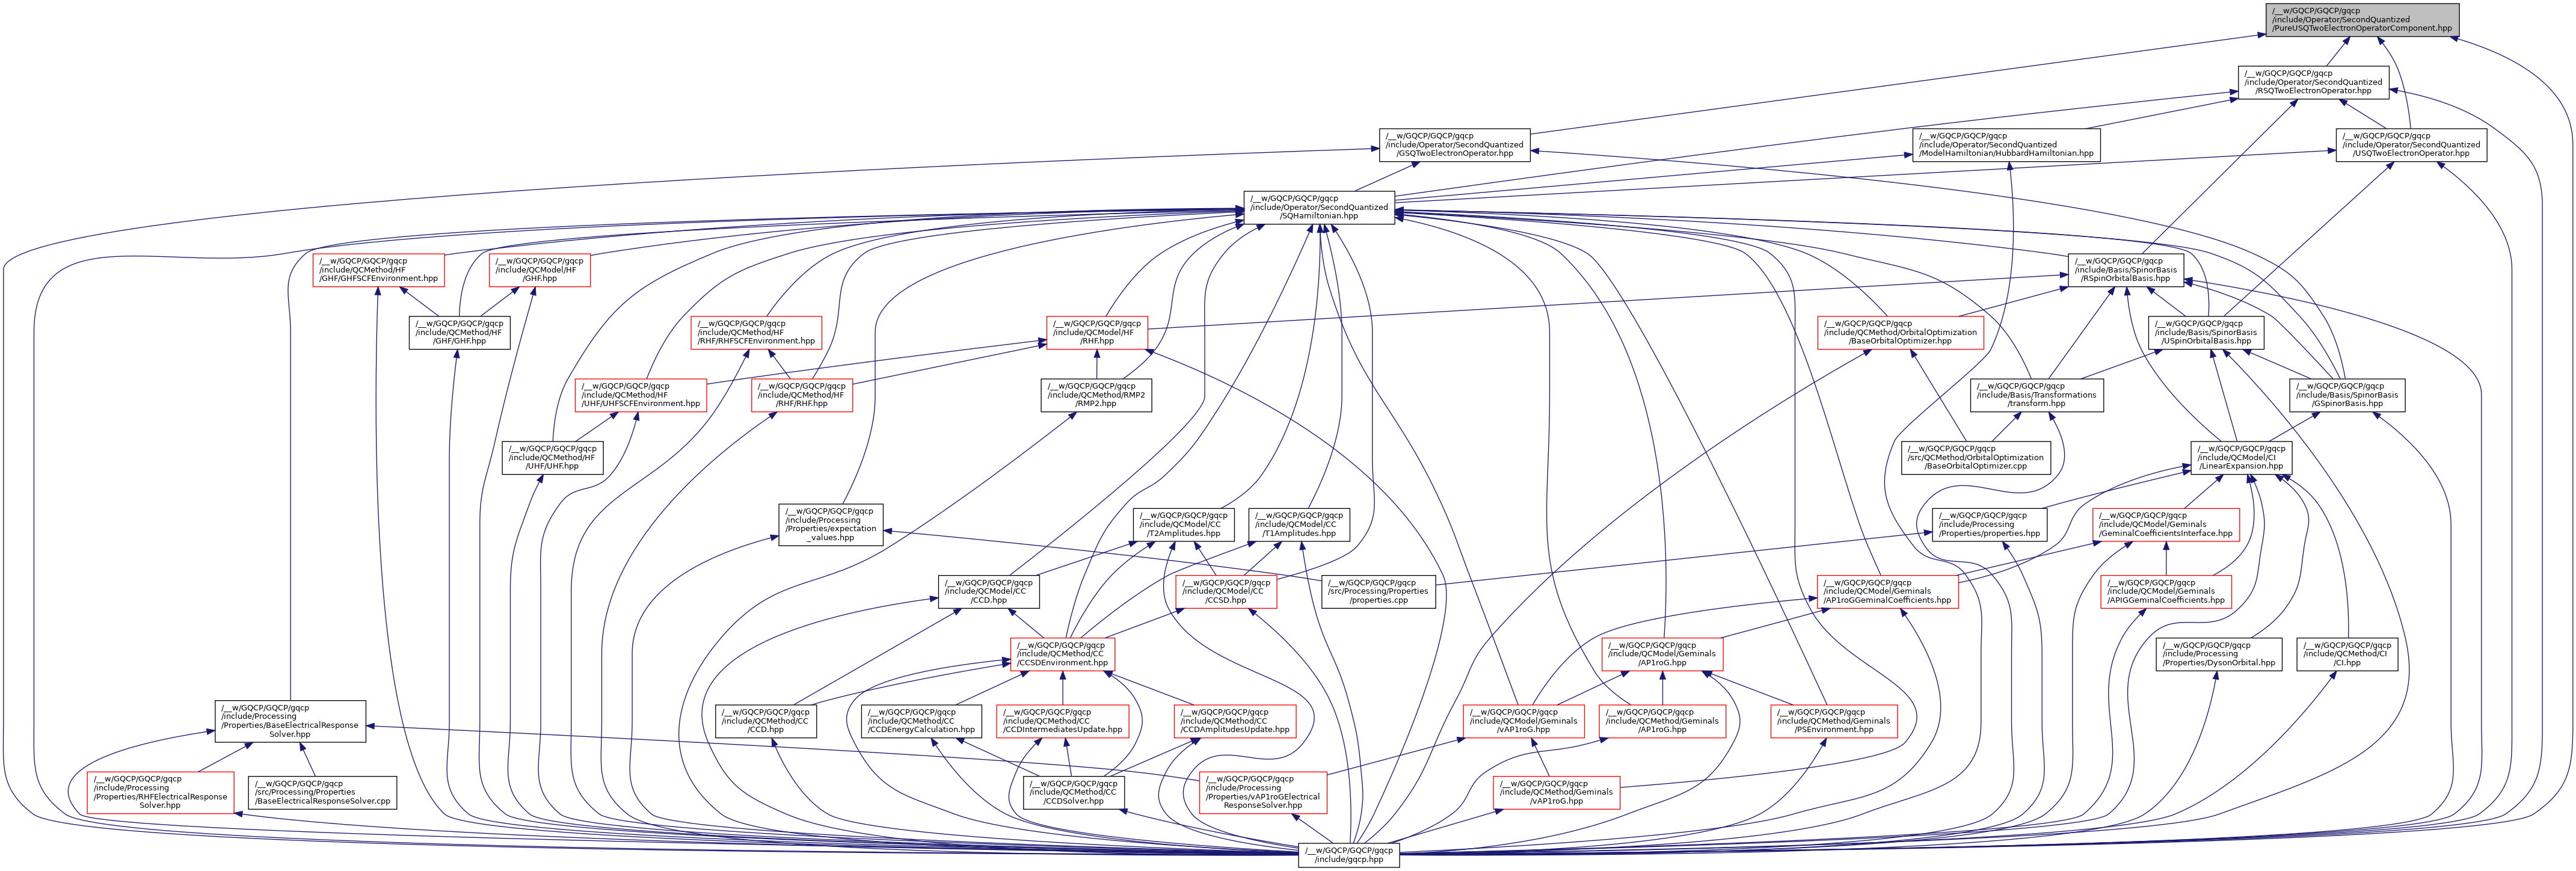 /__w/GQCP/GQCP/gqcp
/include/Operator/SecondQuantized
/PureUSQTwoElectronOperatorComponent.hpp
/__w/GQCP/GQCP/gqcp
/include/Operator/SecondQuantized
/RSQTwoElectronOperator.hpp
/__w/GQCP/GQCP/gqcp
/include/Operator/SecondQuantized
/GSQTwoElectronOperator.hpp
/__w/GQCP/GQCP/gqcp
/include/Operator/SecondQuantized
/ModelHamiltonian/HubbardHamiltonian.hpp
/__w/GQCP/GQCP/gqcp
/include/Operator/SecondQuantized
/USQTwoElectronOperator.hpp
/__w/GQCP/GQCP/gqcp
/include/Operator/SecondQuantized
/SQHamiltonian.hpp
/__w/GQCP/GQCP/gqcp
/include/QCMethod/HF
/GHF/GHFSCFEnvironment.hpp
/__w/GQCP/GQCP/gqcp
/include/QCModel/HF
/GHF.hpp
/__w/GQCP/GQCP/gqcp
/include/Basis/SpinorBasis
/RSpinOrbitalBasis.hpp
/__w/GQCP/GQCP/gqcp
/include/QCMethod/HF
/GHF/GHF.hpp
/__w/GQCP/GQCP/gqcp
/include/QCMethod/HF
/RHF/RHFSCFEnvironment.hpp
/__w/GQCP/GQCP/gqcp
/include/QCModel/HF
/RHF.hpp
/__w/GQCP/GQCP/gqcp
/include/QCMethod/OrbitalOptimization
/BaseOrbitalOptimizer.hpp
/__w/GQCP/GQCP/gqcp
/include/Basis/SpinorBasis
/USpinOrbitalBasis.hpp
/__w/GQCP/GQCP/gqcp
/include/QCMethod/HF
/UHF/UHFSCFEnvironment.hpp
/__w/GQCP/GQCP/gqcp
/include/QCMethod/HF
/RHF/RHF.hpp
/__w/GQCP/GQCP/gqcp
/include/QCMethod/RMP2
/RMP2.hpp
/__w/GQCP/GQCP/gqcp
/include/Basis/Transformations
/transform.hpp
/__w/GQCP/GQCP/gqcp
/include/Basis/SpinorBasis
/GSpinorBasis.hpp
/__w/GQCP/GQCP/gqcp
/include/QCMethod/HF
/UHF/UHF.hpp
/__w/GQCP/GQCP/gqcp
/src/QCMethod/OrbitalOptimization
/BaseOrbitalOptimizer.cpp
/__w/GQCP/GQCP/gqcp
/include/QCModel/CI
/LinearExpansion.hpp
/__w/GQCP/GQCP/gqcp
/include/Processing
/Properties/expectation
_values.hpp
/__w/GQCP/GQCP/gqcp
/include/QCModel/CC
/T2Amplitudes.hpp
/__w/GQCP/GQCP/gqcp
/include/QCModel/CC
/T1Amplitudes.hpp
/__w/GQCP/GQCP/gqcp
/include/Processing
/Properties/properties.hpp
/__w/GQCP/GQCP/gqcp
/include/QCModel/Geminals
/GeminalCoefficientsInterface.hpp
/__w/GQCP/GQCP/gqcp
/include/QCModel/CC
/CCD.hpp
/__w/GQCP/GQCP/gqcp
/include/QCModel/CC
/CCSD.hpp
/__w/GQCP/GQCP/gqcp
/src/Processing/Properties
/properties.cpp
/__w/GQCP/GQCP/gqcp
/include/QCModel/Geminals
/AP1roGGeminalCoefficients.hpp
/__w/GQCP/GQCP/gqcp
/include/QCModel/Geminals
/APIGGeminalCoefficients.hpp
/__w/GQCP/GQCP/gqcp
/include/QCMethod/CC
/CCSDEnvironment.hpp
/__w/GQCP/GQCP/gqcp
/include/QCModel/Geminals
/AP1roG.hpp
/__w/GQCP/GQCP/gqcp
/include/Processing
/Properties/DysonOrbital.hpp
/__w/GQCP/GQCP/gqcp
/include/QCMethod/CI
/CI.hpp
/__w/GQCP/GQCP/gqcp
/include/Processing
/Properties/BaseElectricalResponse
Solver.hpp
/__w/GQCP/GQCP/gqcp
/include/QCMethod/CC
/CCD.hpp
/__w/GQCP/GQCP/gqcp
/include/QCMethod/CC
/CCDEnergyCalculation.hpp
/__w/GQCP/GQCP/gqcp
/include/QCMethod/CC
/CCDIntermediatesUpdate.hpp
/__w/GQCP/GQCP/gqcp
/include/QCMethod/CC
/CCDAmplitudesUpdate.hpp
/__w/GQCP/GQCP/gqcp
/include/QCModel/Geminals
/vAP1roG.hpp
/__w/GQCP/GQCP/gqcp
/include/QCMethod/Geminals
/AP1roG.hpp
/__w/GQCP/GQCP/gqcp
/include/QCMethod/Geminals
/PSEnvironment.hpp
/__w/GQCP/GQCP/gqcp
/include/Processing
/Properties/RHFElectricalResponse
Solver.hpp
/__w/GQCP/GQCP/gqcp
/src/Processing/Properties
/BaseElectricalResponseSolver.cpp
/__w/GQCP/GQCP/gqcp
/include/QCMethod/CC
/CCDSolver.hpp
/__w/GQCP/GQCP/gqcp
/include/Processing
/Properties/vAP1roGElectrical
ResponseSolver.hpp
/__w/GQCP/GQCP/gqcp
/include/QCMethod/Geminals
/vAP1roG.hpp
/__w/GQCP/GQCP/gqcp
/include/gqcp.hpp